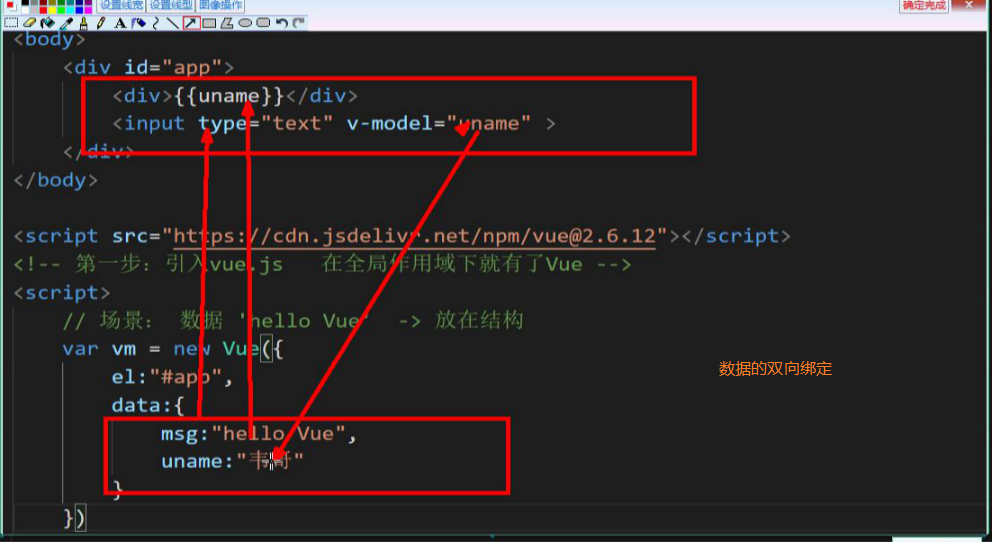 设置线宽 设置线型 图像操作 确定完成
<body>
<div id="app">
<div>{{uname}}</div>
<input type="text" v-model="uname" >
</div>
</body>
<script src="https://cdn.jsdelivr.net/npm/vue@2.6.12"></script>
<!-- 第一步：引入vue.js 在全局作用域下就有了Vue -->
<script>
// 场景： 数据 'hello Vue' -> 放在结构
var vm = new Vue({
el:"#app",
数据的双向绑定
data:{
msg:"hello Vue",
uname:"韦哥"
}
})